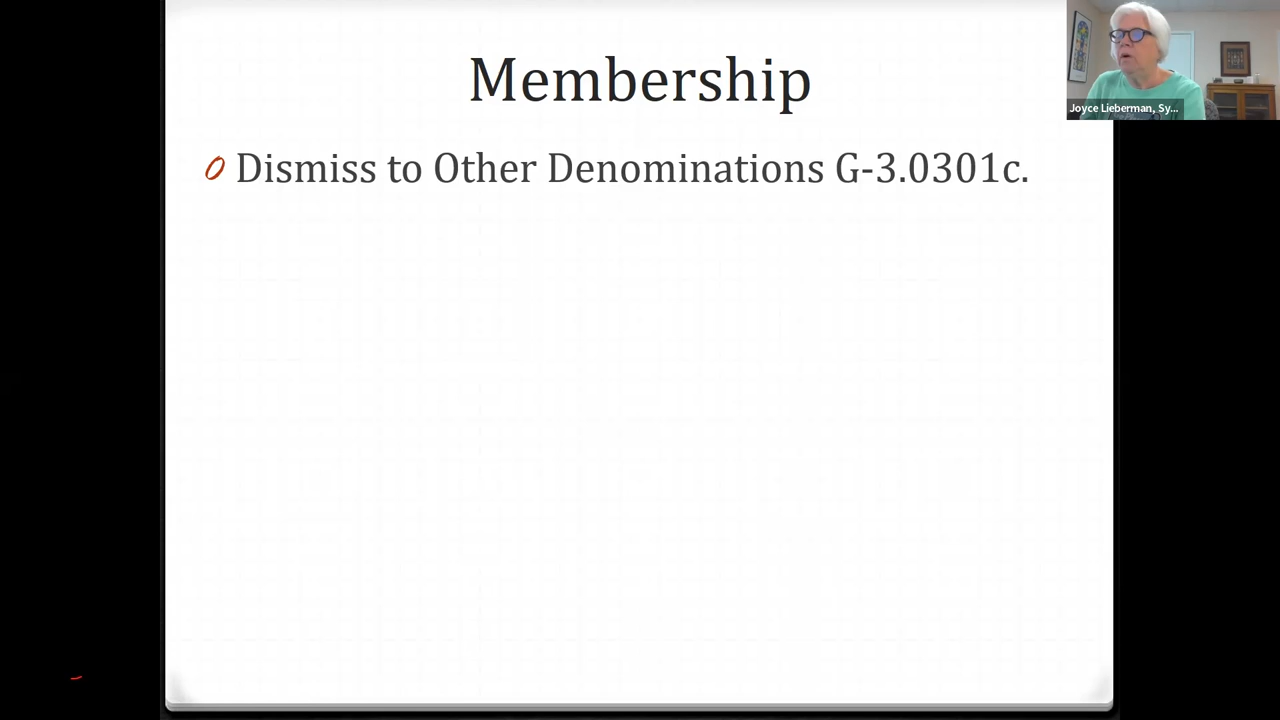 Membership
Dismiss to Other Denominations G-3.0301c.
Joyce Lieberman, Sy...